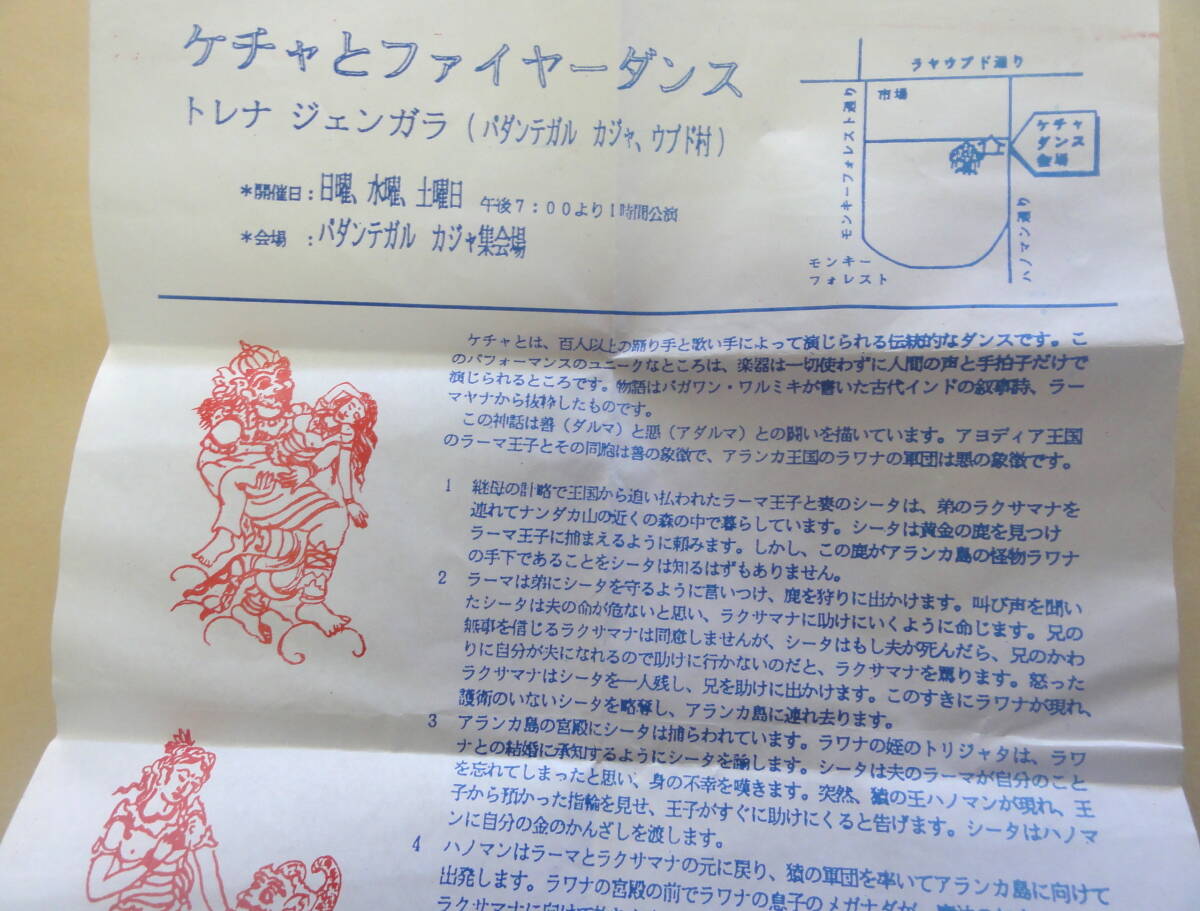 ケチャとファイヤーダンス
トレナ ジェンガラ (パダンテガル カジャ、ウブド村)
*開催日:日曜、水曜、土曜日 午後7:00より1時間公演
*会場 :パダンテガル カジャ集会場
ラヤウブド通り
市場
モンキーフォレスト通り
ケチャ
ダンス
会場
ハノマン通り
モンキー
フォレスト
ケチャとは、百人以上の踊り手と歌い手によって演じられる伝統的なダンスです。こ
のパフォーマンスのユニークなところは、楽器は一切使わずに人間の声と手拍子だけで
演じられるところです。物語はバガワン・ワルミキが書いた古代インドの叙事詩、ラー
マヤナから抜粋したものです。
この神話は善(ダルマ)と悪(アダルマ)との闘いを描いています。アヨディア王国
のラーマ王子とその同胞は善の象徴で、アランカ王国のラワナの軍団は悪の象徴です。
1 継母の計略で王国から追い払われたラーマ王子と妻のシータは、弟のラクサマナを
連れてナンダカ山の近くの森の中で暮らしています。シータは黄金の鹿を見つけ
ラーマ王子に捕まえるように頼みます。しかし、この鹿がアランカ島の怪物ラワナ
の手下であることをシータは知るはずもありません。
2 ラーマは弟にシータを守るように言いつけ、鹿を狩りに出かけます。叫び声を聞い
たシータは夫の命が危ないと思い、ラクサマナに助けにいくように命じます。兄の
無事を信じるラクサマナは同意しませんが、シータはもし夫が死んだら、兄のかわ
りに自分が夫になれるので助けに行かないのだと、ラクサマナを罵ります。怒った
ラクサマナはシータを一人残し、兄を助けに出かけます。このすきにラワナが現れ、
護衛のいないシータを略奪し、アランカ島に連れ去ります。
3 アランカ島の宮殿にシータは捕らわれています。ラワナの姪のトリジャタは、ラワ
ナとの結婚に承知するようにシータを諭します。シータは夫のラーマが自分のこと
を忘れてしまったと思い、身の不幸を嘆きます。突然、猿の王ハノマンが現れ、王
子から預かった指輪を見せ、王子がすぐに助けにくると告げます。シータはハノマ
ンに自分の金のかんざしを渡します。
4 ハノマンはラーマとラクサマナの元に戻り、猿の軍団を率いてアランカ島に向けて
出発します。ラワナの宮殿の前でラワナの息子のメガナダが、
ラクサマナに向けて